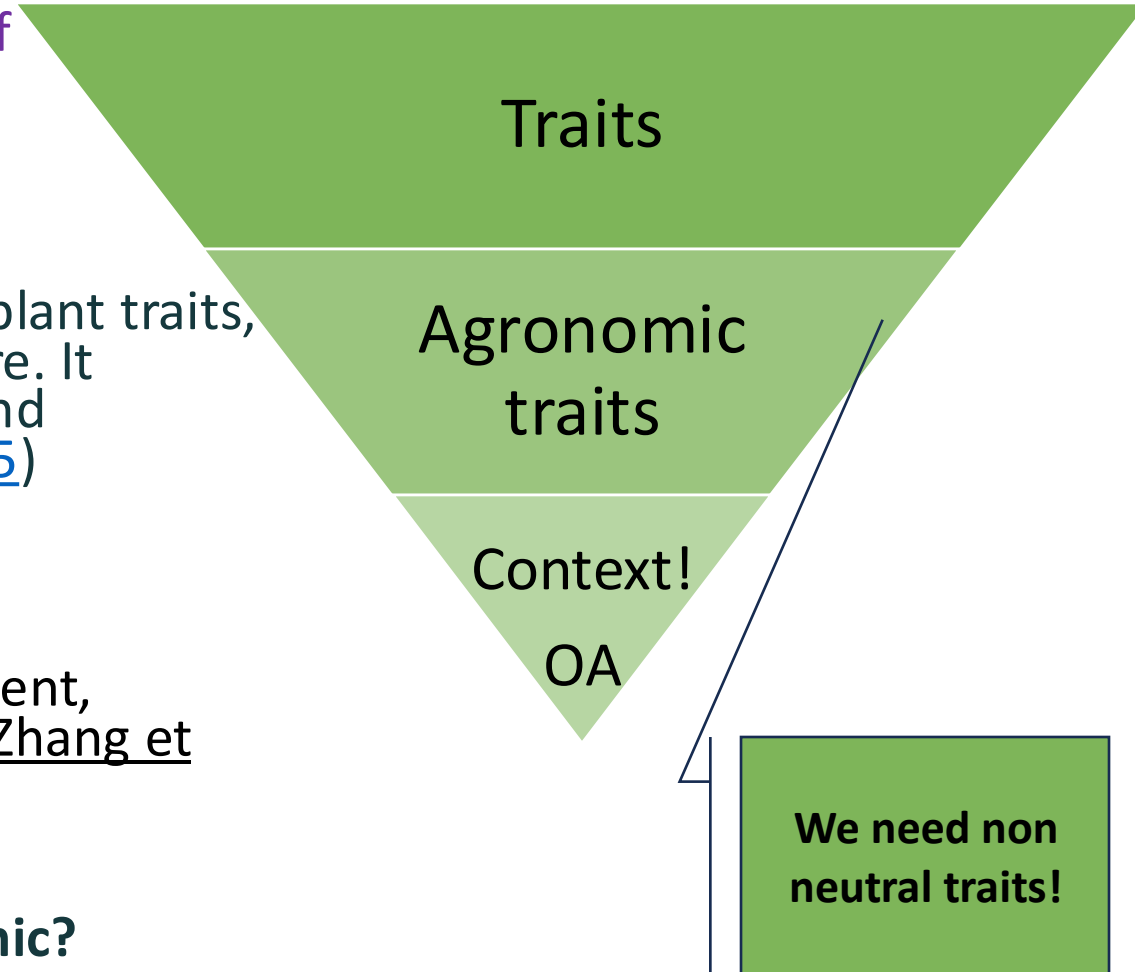 f
Traits
plant traits,
re. It
nd
5)
Agronomic
traits
Context!
OA
ent,
Zhang et
We need non
neutral traits!
nic?